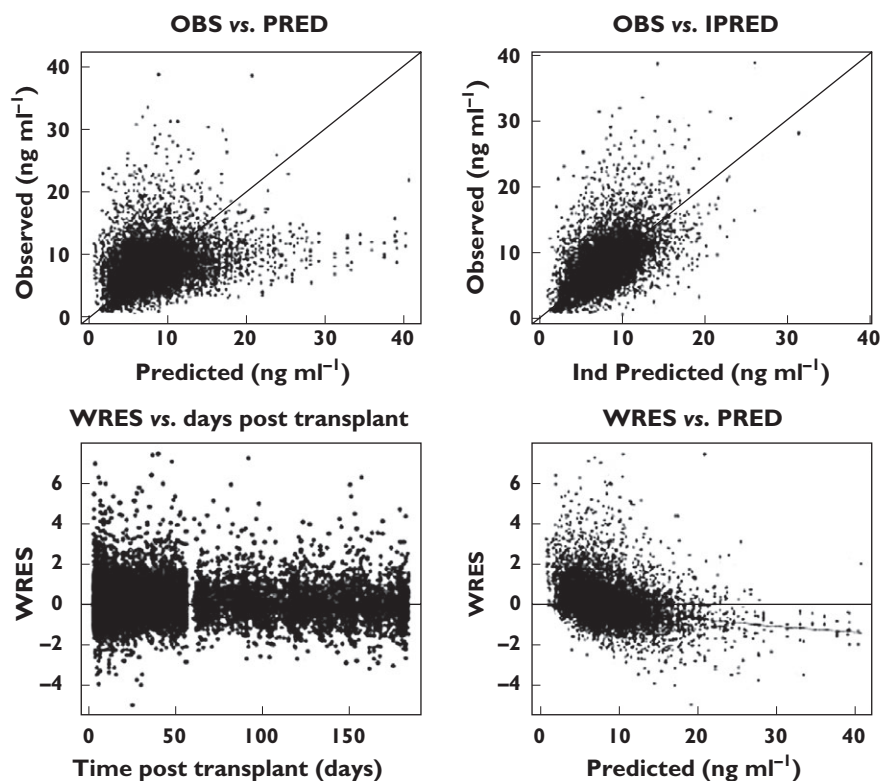 OBS vs. PRED
Observed (ng ml⁻¹)
40
30
20
10
0
0 10 20 30 40
Predicted (ng ml⁻¹)
OBS vs. IPRED
Observed (ng ml⁻¹)
40
30
20
10
0
0 10 20 30 40
Ind Predicted (ng ml⁻¹)
WRES vs. days post transplant
WRES
6
4
2
0
−2
−4
0 50 100 150
Time post transplant (days)
WRES vs. PRED
WRES
6
4
2
0
−2
−4
0 10 20 30 40
Predicted (ng ml⁻¹)